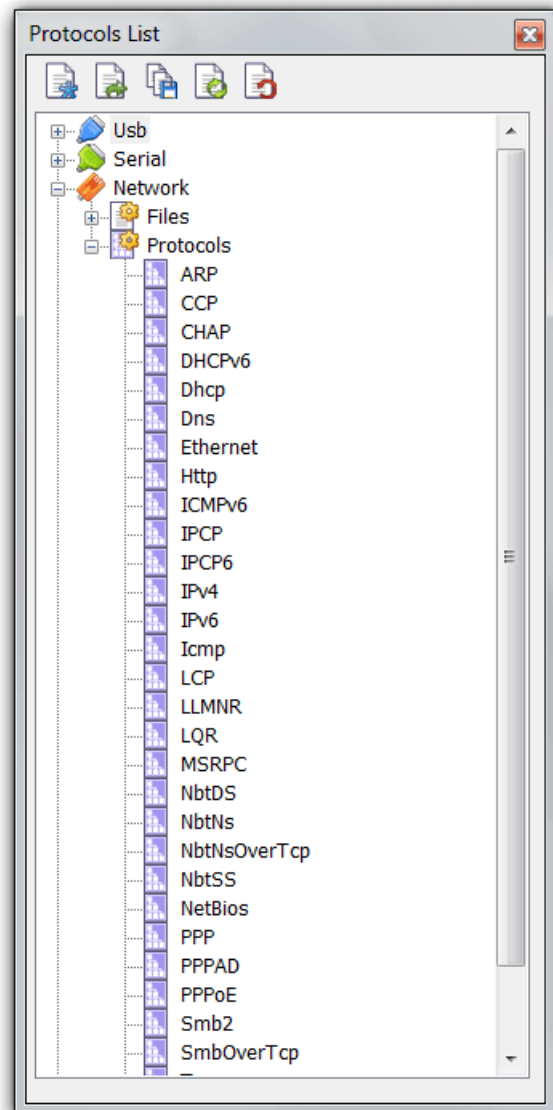 Protocols List
Usb
Serial
Network
Files
Protocols
ARP
CCP
CHAP
DHCPv6
Dhcp
Dns
Ethernet
Http
ICMPv6
IPCP
IPCP6
IPv4
IPv6
Icmp
LCP
LLMNR
LQR
MSRPC
NbtDS
NbtNs
NbtNsOverTcp
NbtSS
NetBios
PPP
PPPAD
PPPoE
Smb2
SmbOverTcp